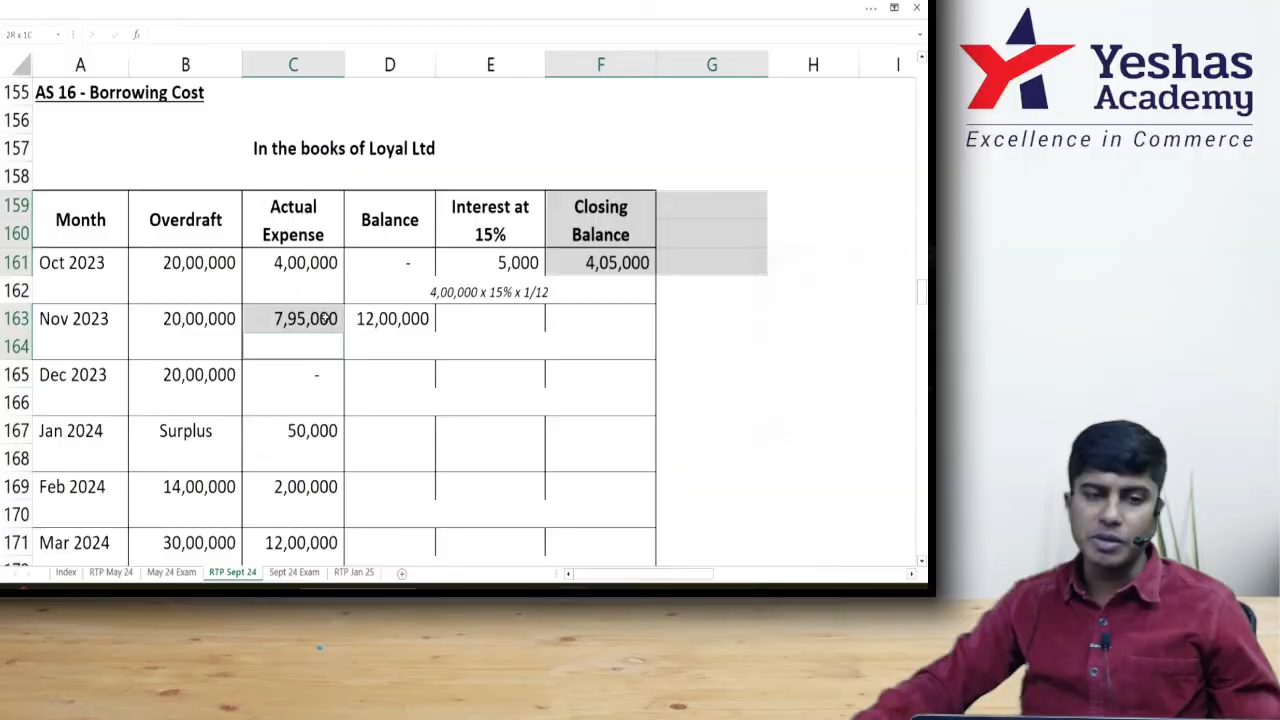 2R x 1C
fx
A B C D E F G H I
155 AS 16 - Borrowing Cost
156
157 In the books of Loyal Ltd
158
159 Month Overdraft Actual Expense Balance Interest at 15% Closing Balance
160
161 Oct 2023 20,00,000 4,00,000 - 5,000 4,05,000
162 4,00,000 x 15% x 1/12
163 Nov 2023 20,00,000 7,95,000 12,00,000
164
165 Dec 2023 20,00,000 -
166
167 Jan 2024 Surplus 50,000
168
169 Feb 2024 14,00,000 2,00,000
170
171 Mar 2024 30,00,000 12,00,000
Index RTP May 24 May 24 Exam RTP Sept 24 Sept 24 Exam RTP Jan 25
Yeshas
Academy
Excellence in Commerce